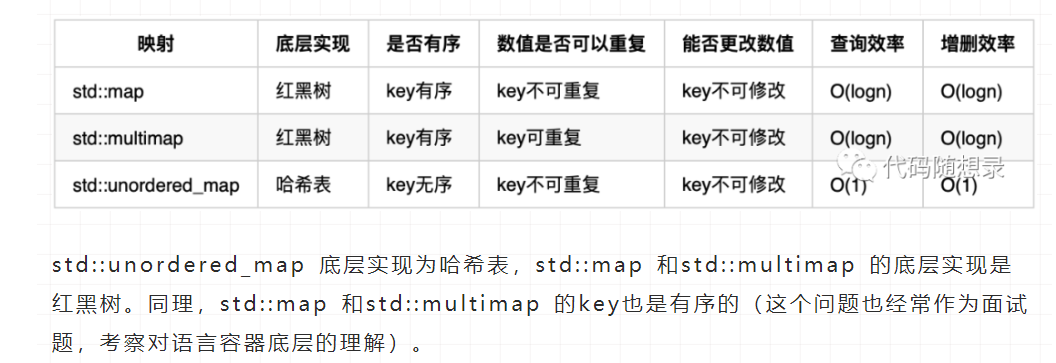 映射 底层实现 是否有序 数值是否可以重复 能否更改数值 查询效率 增删效率
std::map 红黑树 key有序 key不可重复 key不可修改 O(logn) O(logn)
std::multimap 红黑树 key有序 key可重复 key不可修改 O(logn) O(logn)
代码随想录
std::unordered_map 哈希表 key无序 key不可重复 key不可修改 O(1) O(1)
std::unordered_map 底层实现为哈希表，std::map 和std::multimap 的底层实现是
红黑树。同理，std::map 和std::multimap 的key也是有序的（这个问题也经常作为面试
题，考察对语言容器底层的理解）。